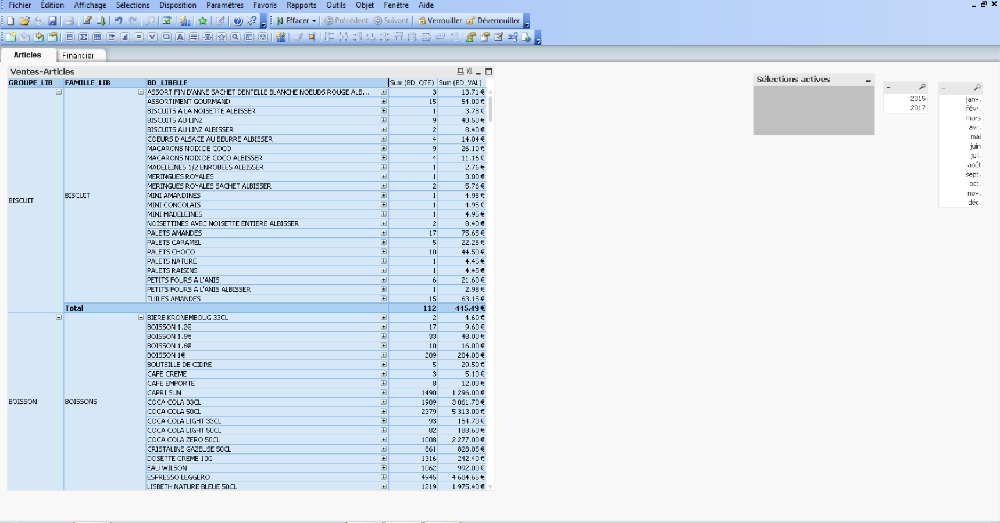 Fichier Édition Affichage Sélections Disposition Paramètres Favoris Rapports Outils Objet Fenêtre Aide
Effacer Précédent Suivant Verrouiller Déverrouiller
Articles Financier
Ventes-Articles XL
GROUPE_LIB FAMILLE_LIB BD_LIBELLE Sum (BD_QTE) Sum (BD_VAL)
ASSORT FIN D'ANNE SACHET DENTELLE BLANCHE NOEUDS ROUGE ALB... 3 13.71 €
ASSORTIMENT GOURMAND 15 54.00 €
BISCUITS A LA NOISETTE ALBISSER 1 3.78 €
BISCUITS AU LINZ 9 40.50 €
BISCUITS AU LINZ ALBISSER 2 8.40 €
COEURS D'ALSACE AU BEURRE ALBISSER 4 14.04 €
MACARONS NOIX DE COCO 9 26.10 €
MACARONS NOIX DE COCO ALBISSER 4 11.16 €
MADELEINES 1/2 ENROBEES ALBISSER 1 2.76 €
MERINGUES ROYALES 1 3.00 €
MERINGUES ROYALES SACHET ALBISSER 2 5.76 €
BISCUIT BISCUIT MINI AMANDINES 1 4.95 €
MINI CONGOLAIS 1 4.95 €
MINI MADELEINES 1 4.95 €
NOISETTINES AVEC NOISETTE ENTIERE ALBISSER 2 8.40 €
PALETS AMANDES 17 75.65 €
PALETS CARAMEL 5 22.25 €
PALETS CHOCO 10 44.50 €
PALETS NATURE 1 4.45 €
PALETS RAISINS 1 4.45 €
PETITS FOURS A L'ANIS 6 21.60 €
PETITS FOURS A L'ANIS ALBISSER 1 2.98 €
TUILES AMANDES 15 63.15 €
Total 112 445.49 €
BIERE KRONEMBOUG 33CL 2 4.60 €
BOISSON 1.2€ 17 9.60 €
BOISSON 1.5€ 33 48.00 €
BOISSON 1.6€ 10 16.00 €
BOISSON 1€ 209 204.00 €
BOUTEILLE DE CIDRE 5 29.50 €
CAFE CREME 3 5.10 €
CAFE EMPORTE 8 12.00 €
CAPRI SUN 1490 1 296.00 €
BOISSON BOISSONS COCA COLA 33CL 1909 3 061.70 €
COCA COLA 50CL 2379 5 313.00 €
COCA COLA LIGHT 33CL 93 154.70 €
COCA COLA LIGHT 50CL 82 188.60 €
COCA COLA ZERO 50CL 1008 2 277.00 €
CRISTALINE GAZEUSE 50CL 861 828.05 €
DOSETTE CREME 10G 1316 242.40 €
EAU WILSON 1062 992.00 €
ESPRESSO LEGGERO 4945 4 604.65 €
LISBETH NATURE BLEUE 50CL 1219 1 975.40 €
Sélections actives
2015
2017
janv.
févr.
mars
avr.
mai
juin
juil.
août
sept.
oct.
nov.
déc.